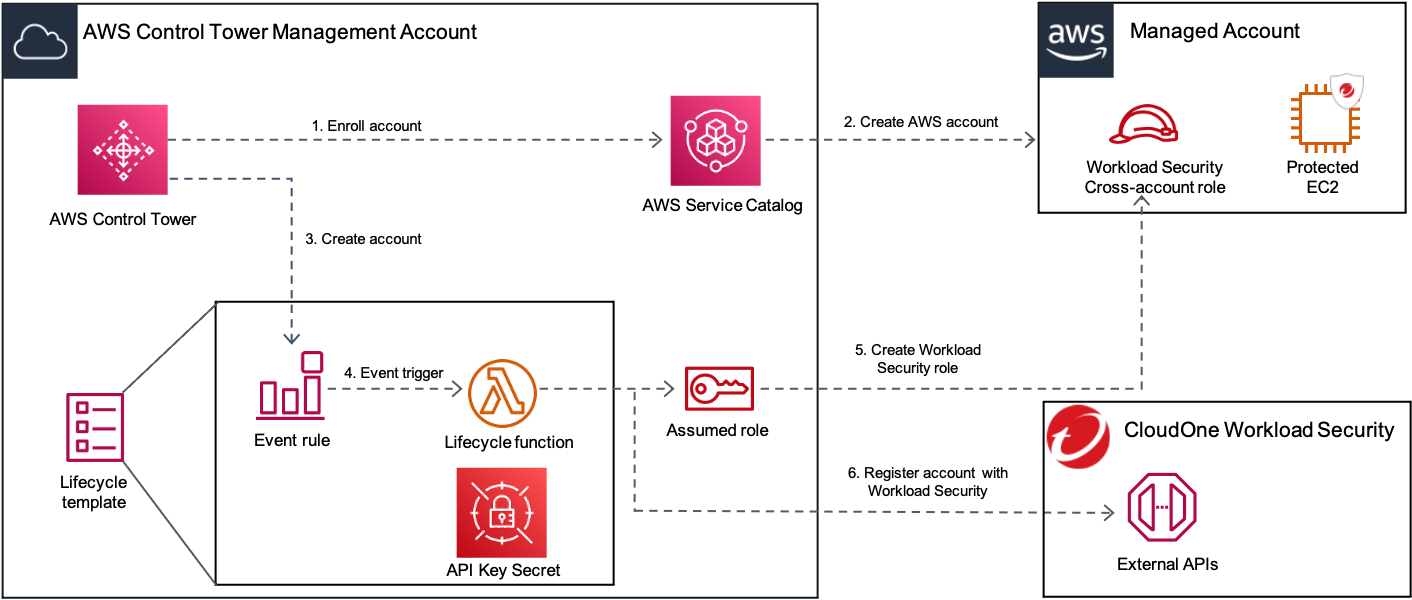 AWS Control Tower Management Account
aws
Managed Account
1. Enroll account
2. Create AWS account
AWS Control Tower
AWS Service Catalog
Workload Security
Cross-account role
Protected
EC2
3. Create account
4. Event trigger
5. Create Workload
Security role
Event rule
Lifecycle function
Assumed role
Lifecycle
template
API Key Secret
6. Register account with
Workload Security
CloudOne Workload Security
External APIs